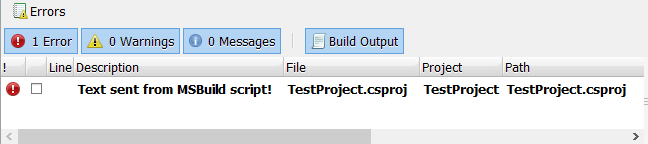 Errors
1 Error 0 Warnings 0 Messages Build Output
! Line Description File Project Path
Text sent from MSBuild script! TestProject.csproj TestProject TestProject.csproj